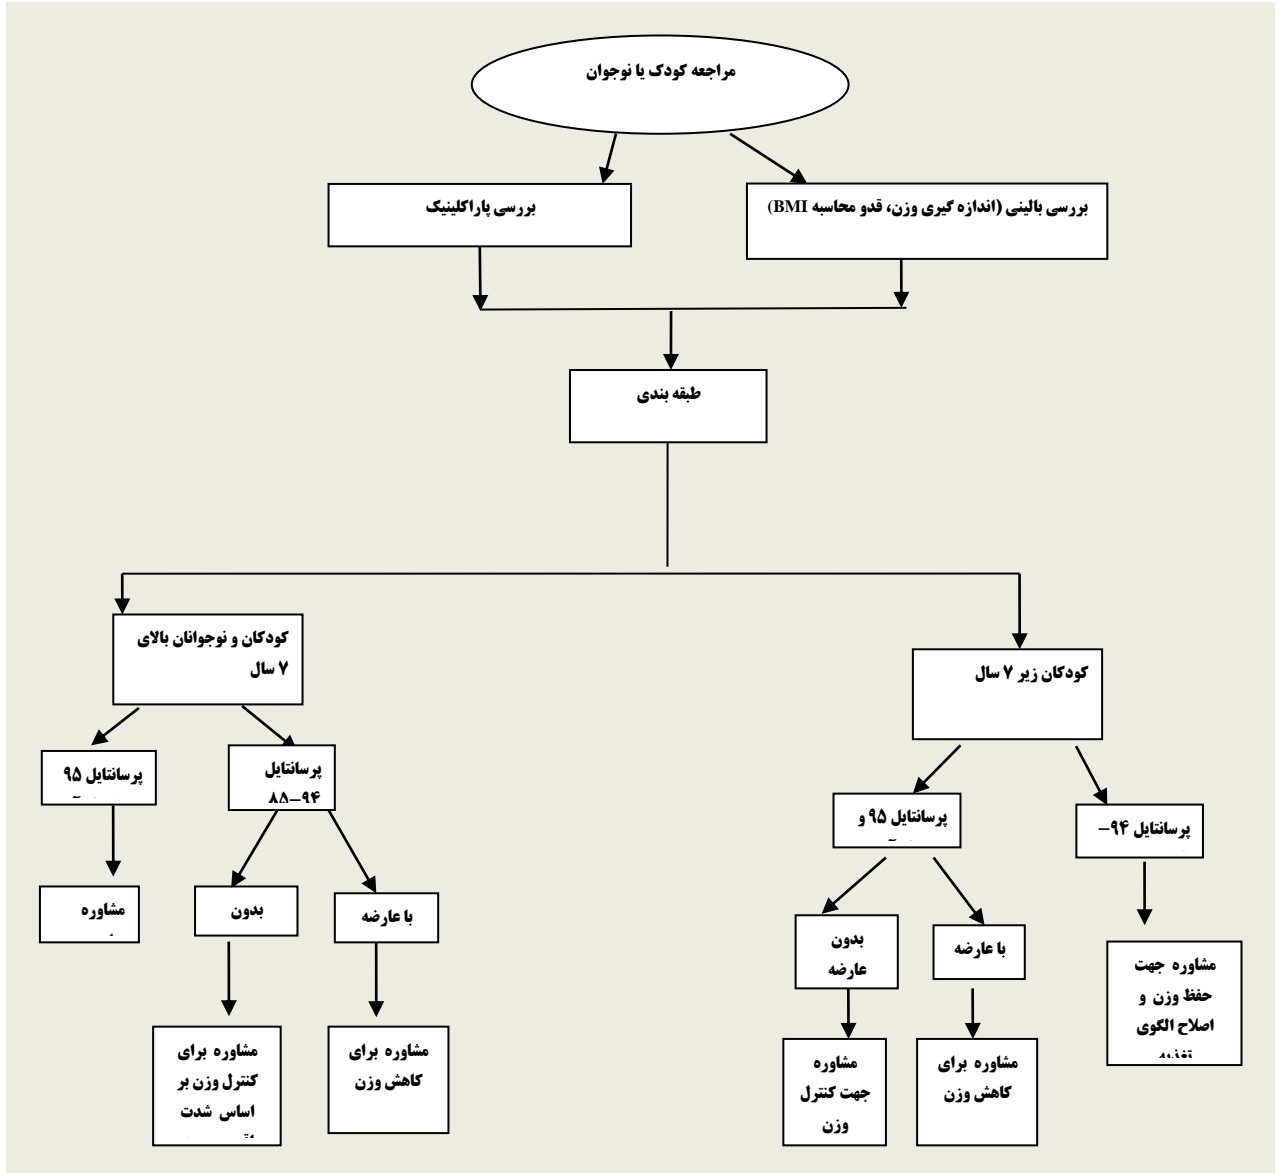 مراجعه کودک یا نوجوان
بررسی بالینی (اندازه گیری وزن، قدو محاسبه BMI)
بررسی پاراکلینیک
طبقه بندی
کودکان زیر ۷ سال
کودکان و نوجوانان بالای
۷ سال
پرسانتایل ۹۴-
پرسانتایل ۹۵ و
پرسانتایل
۸۵-۹۴
پرسانتایل ۹۵
با عارضه
بدون
عارضه
با عارضه
بدون
مشاوره
مشاوره جهت
حفظ وزن و
اصلاح الگوی
تغذیه
مشاوره برای
کاهش وزن
مشاوره
جهت کنترل
وزن
مشاوره برای
کاهش وزن
مشاوره برای
کنترل وزن بر
اساس شدت